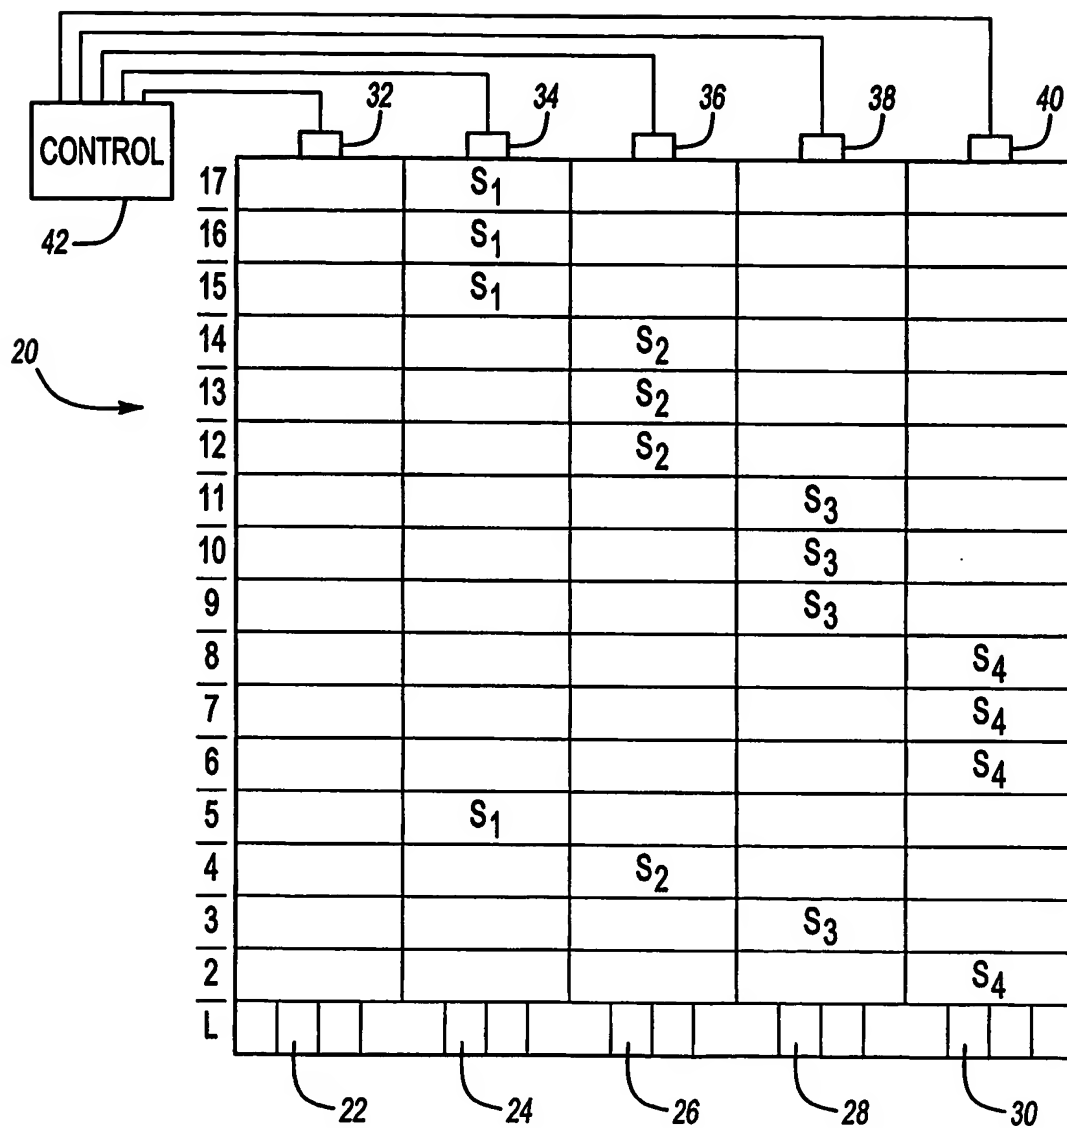 32 34 36 38 40
CONTROL
42
20
17 S1
16 S1
15 S1
14 S2
13 S2
12 S2
11 S3
10 S3
9 S3
8 S4
7 S4
6 S4
5 S1
4 S2
3 S3
2 S4
L
22 24 26 28 30